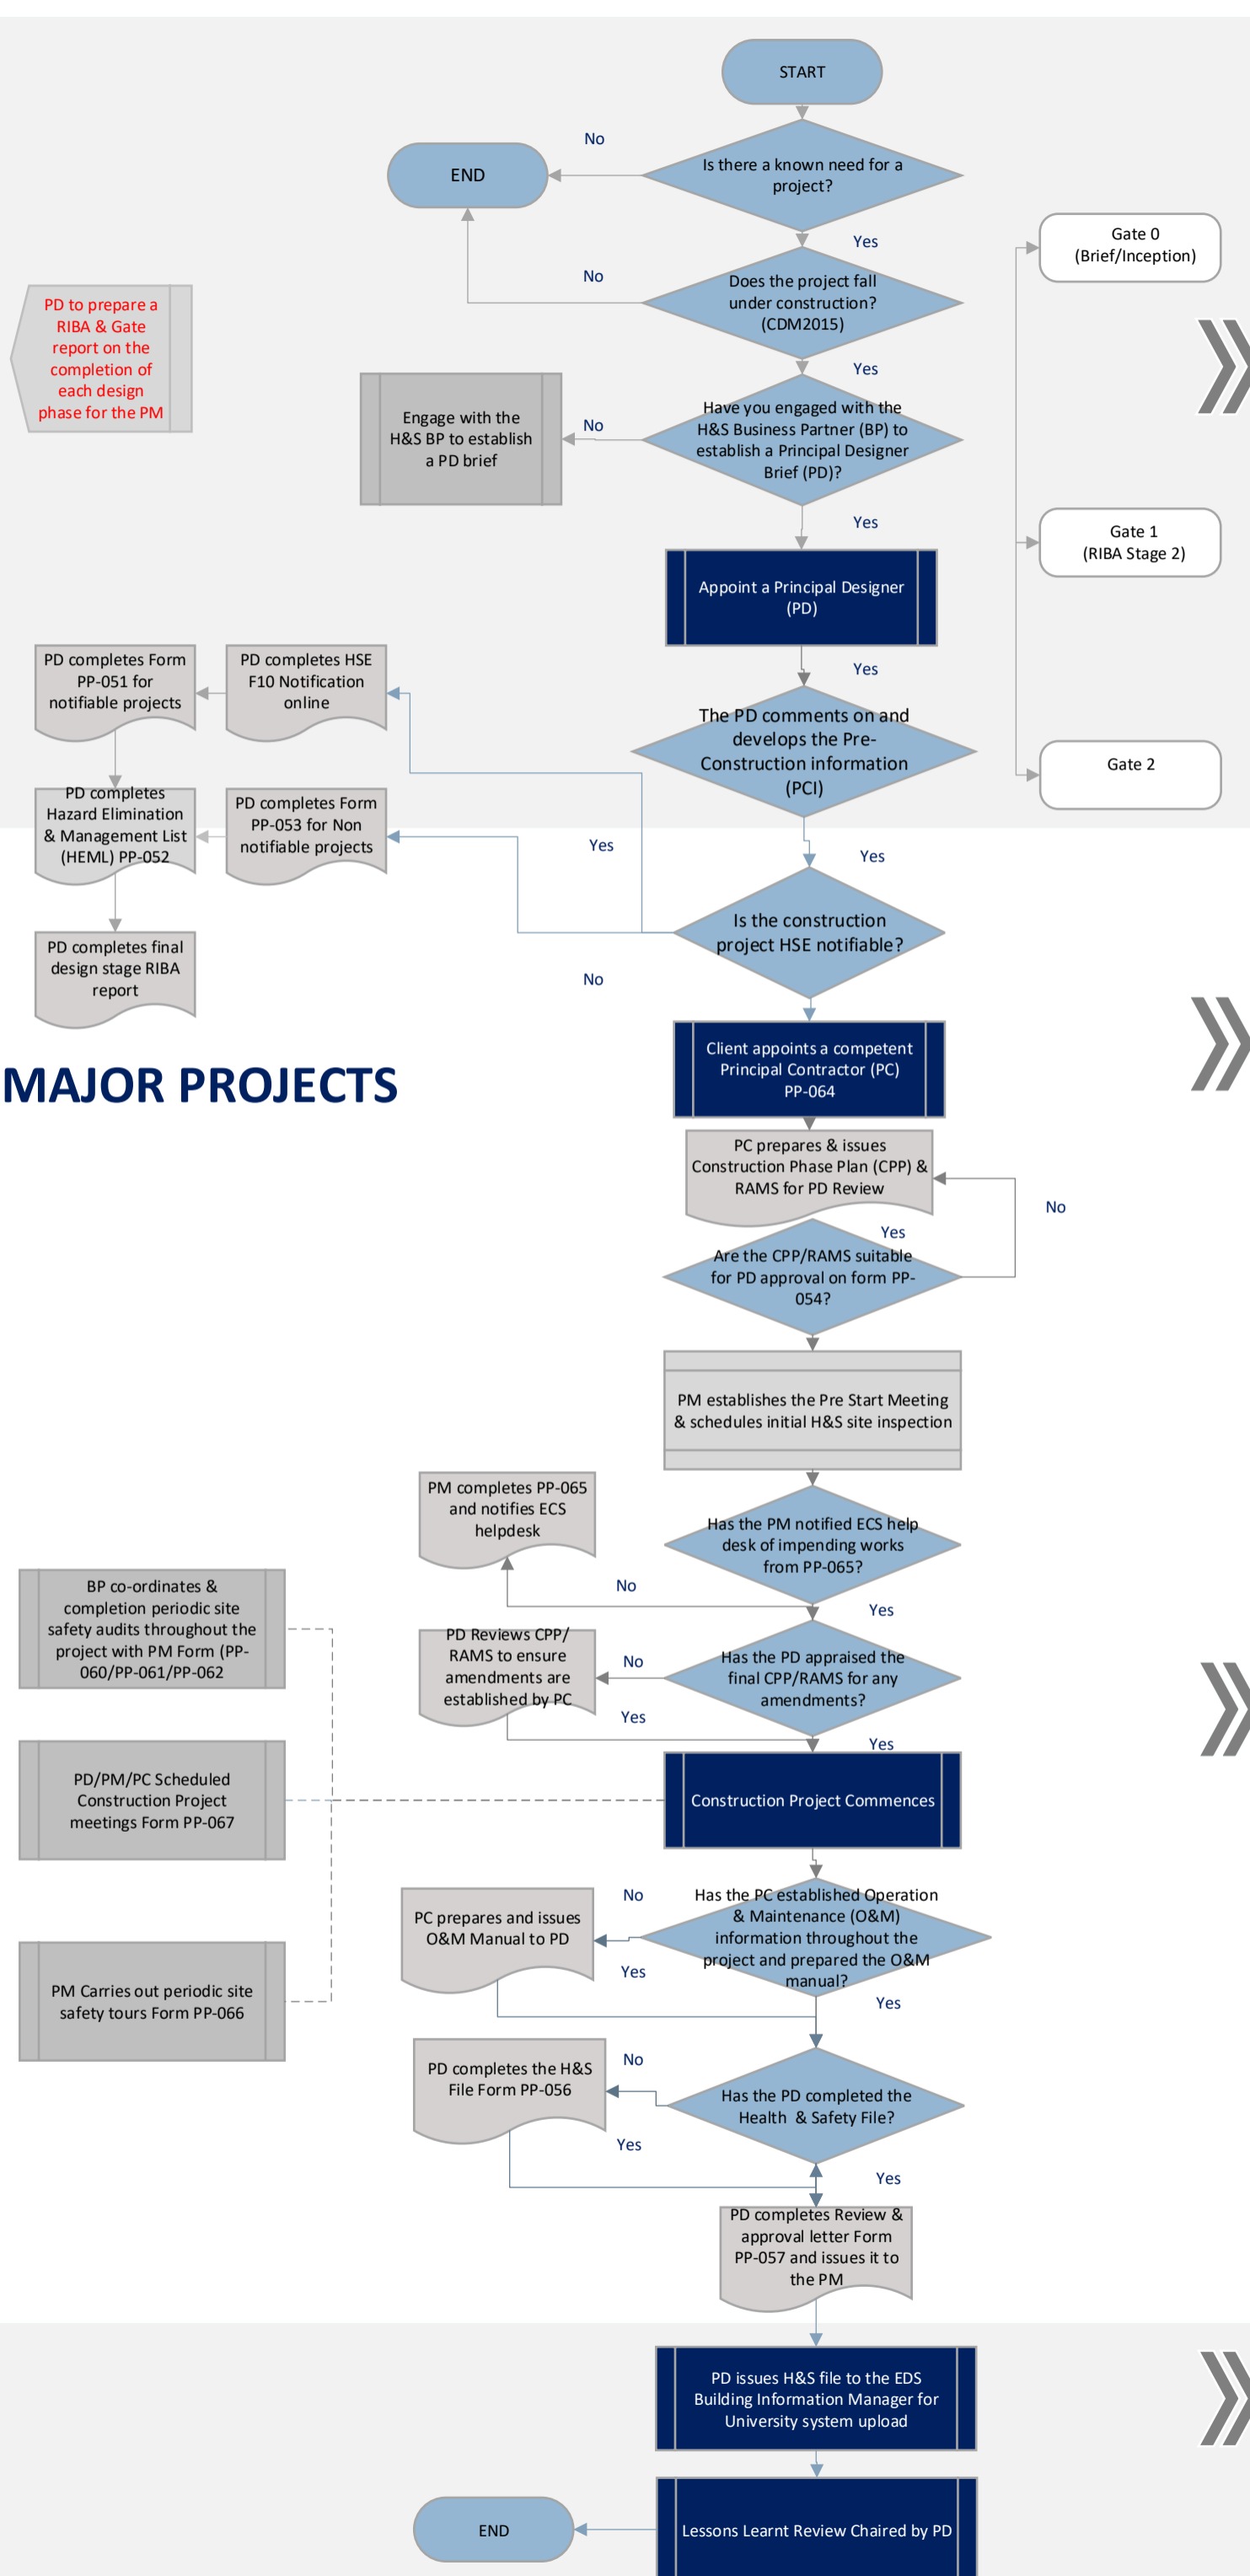 START
No
Is there a known need for a
project?
END
Yes
Gate 0
(Brief/Inception)
No
Does the project fall
under construction?
(CDM2015)
PD to prepare a
RIBA & Gate
report on the
completion of
each design
phase for the PM
Yes
Have you engaged with the
H&S Business Partner (BP) to
establish a Principal Designer
Brief (PD)?
No
Engage with the
H&S BP to establish
a PD brief
Yes
Gate 1
(RIBA Stage 2)
Appoint a Principal Designer
(PD)
Yes
PD completes Form
PP-051 for
notifiable projects
PD completes HSE
F10 Notification
online
The PD comments on and
develops the Pre-
Construction information
(PCI)
Gate 2
PD completes
Hazard Elimination
& Management List
(HEML) PP-052
PD completes Form
PP-053 for Non
notifiable projects
Yes
Yes
Is the construction
project HSE notifiable?
PD completes final
design stage RIBA
report
No
MAJOR PROJECTS
Client appoints a competent
Principal Contractor (PC)
PP-064
PC prepares & issues
Construction Phase Plan (CPP) &
RAMS for PD Review
No
Yes
Are the CPP/RAMS suitable
for PD approval on form PP-
054?
PM establishes the Pre Start Meeting
& schedules initial H&S site inspection
PM completes PP-065
and notifies ECS
helpdesk
Has the PM notified ECS help
desk of impending works
from PP-065?
No
Yes
BP co-ordinates &
completion periodic site
safety audits throughout the
project with PM Form (PP-
060/PP-061/PP-062
PD Reviews CPP/
RAMS to ensure
amendments are
established by PC
No
Has the PD appraised the
final CPP/RAMS for any
amendments?
Yes
Yes
PD/PM/PC Scheduled
Construction Project
meetings Form PP-067
Construction Project Commences
No
Has the PC established Operation
& Maintenance (O&M)
information throughout the
project and prepared the O&M
manual?
PC prepares and issues
O&M Manual to PD
Yes
Yes
PM Carries out periodic site
safety tours Form PP-066
No
PD completes the H&S
File Form PP-056
Has the PD completed the
Health & Safety File?
Yes
Yes
PD completes Review &
approval letter Form
PP-057 and issues it to
the PM
PD issues H&S file to the EDS
Building Information Manager for
University system upload
Lessons Learnt Review Chaired by PD
END